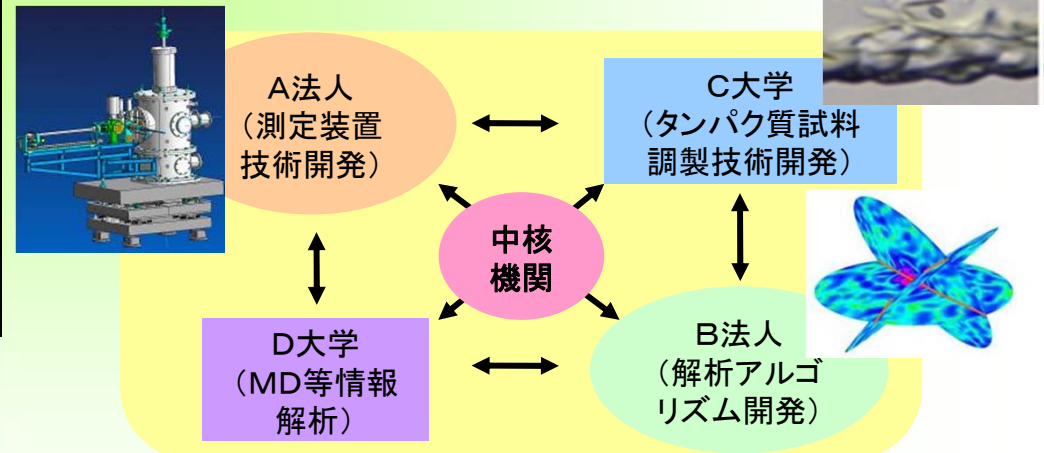 A法人
（測定装置
技術開発）
C大学
（タンパク質試料
調製技術開発）
中核
機関
D大学
（MD等情報
解析）
B法人
（解析アルゴ
リズム開発）